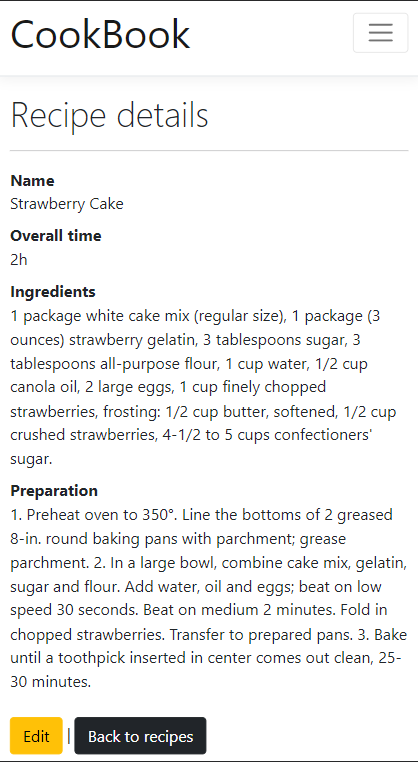 CookBook
Recipe details
Name
Strawberry Cake
Overall time
2h
Ingredients
1 package white cake mix (regular size), 1 package (3
ounces) strawberry gelatin, 3 tablespoons sugar, 3
tablespoons all-purpose flour, 1 cup water, 1/2 cup
canola oil, 2 large eggs, 1 cup finely chopped
strawberries, frosting: 1/2 cup butter, softened, 1/2 cup
crushed strawberries, 4-1/2 to 5 cups confectioners'
sugar.
Preparation
1. Preheat oven to 350°. Line the bottoms of 2 greased
8-in. round baking pans with parchment; grease
parchment. 2. In a large bowl, combine cake mix, gelatin,
sugar and flour. Add water, oil and eggs; beat on low
speed 30 seconds. Beat on medium 2 minutes. Fold in
chopped strawberries. Transfer to prepared pans. 3. Bake
until a toothpick inserted in center comes out clean, 25-
30 minutes.
Edit | Back to recipes